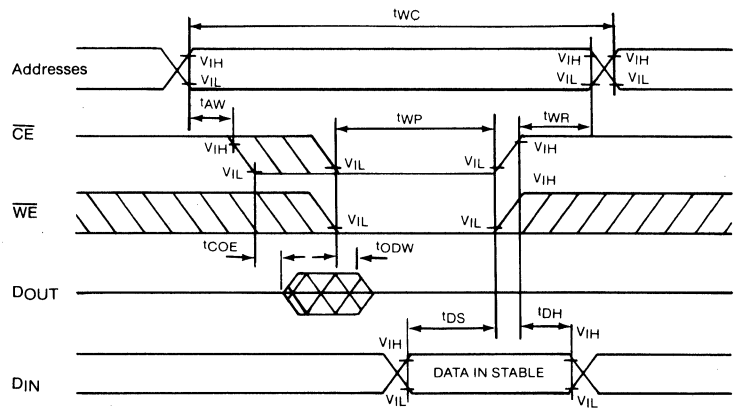 tWC
Addresses
VIH
VIL
VIH
VIL
VIH
VIL
tAW
tWP
tWR
CE
VIH
VIL
VIL
VIL
VIH
WE
VIL
VIL
tCOE
tODW
DOUT
tDS
tDH
VIH
VIH
DIN
DATA IN STABLE
VIL
VIL